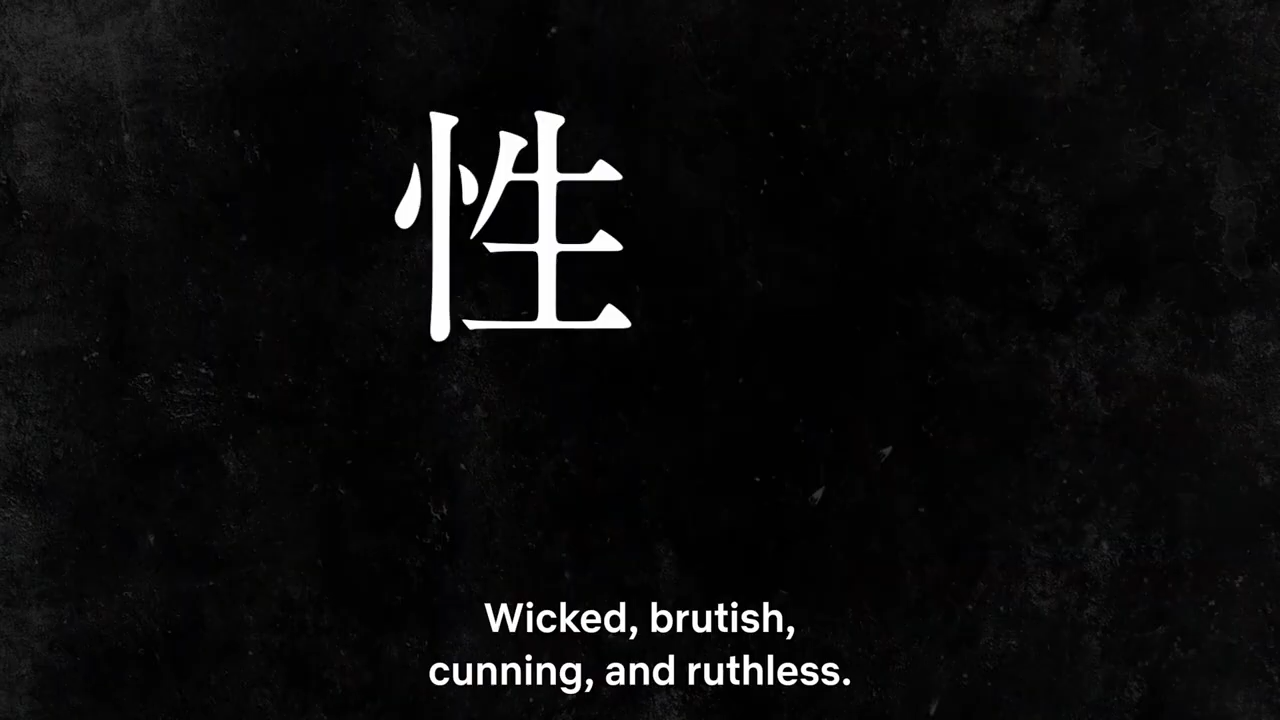 性
Wicked, brutish,
cunning, and ruthless.